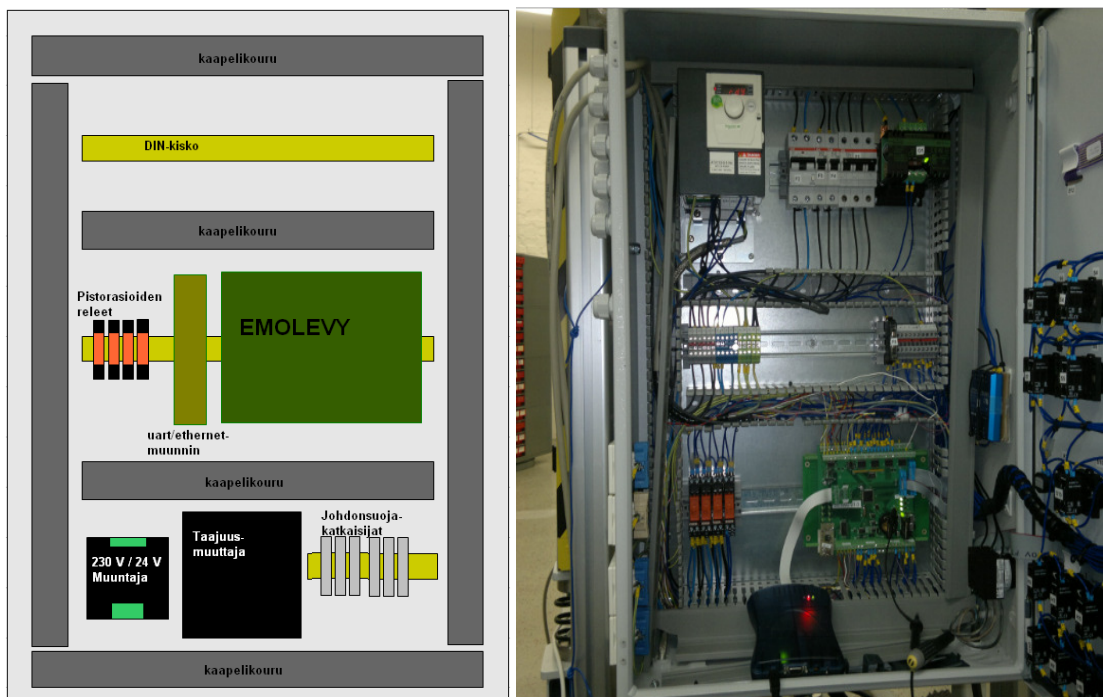 kaapelikouru
DIN-kisko
kaapelikouru
Pistorasioiden
releet
EMOLEVY
uart/ethernet-
muunnin
kaapelikouru
230 V / 24 V
Muuntaja
Taajuus-
muuttaja
Johdonsuoja-
katkaisijat
kaapelikouru